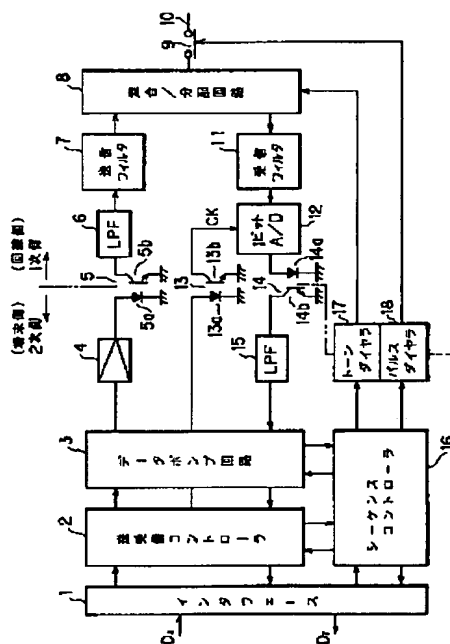 10
9
8
混合/分配回路
7
送信フィルタ
11
受信フィルタ
6
LPF
CK
1ビットA/D
12
(回線側)
1次側
(端末側)
2次側
5
5b
5a
13
13b
13a
14
14a
14b
4
15
LPF
17
18
トーンダイヤラ
パルスダイヤラ
3
データポンプ回路
2
送受信コントローラ
16
シーケンスコントローラ
1
インタフェース